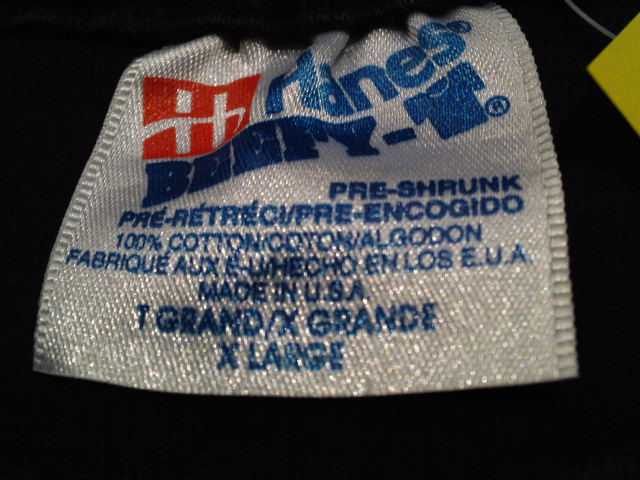 Hanes®
BEEFY-T®
PRE-SHRUNK
PRÉ-RÉTRÉCI/PRE-ENCOGIDO
100% COTTON/COTON/ALGODON
FABRIQUÉ AUX É-U/HECHO EN LOS E.U.A.
MADE IN U.S.A.
T GRAND/X GRANDE
X LARGE